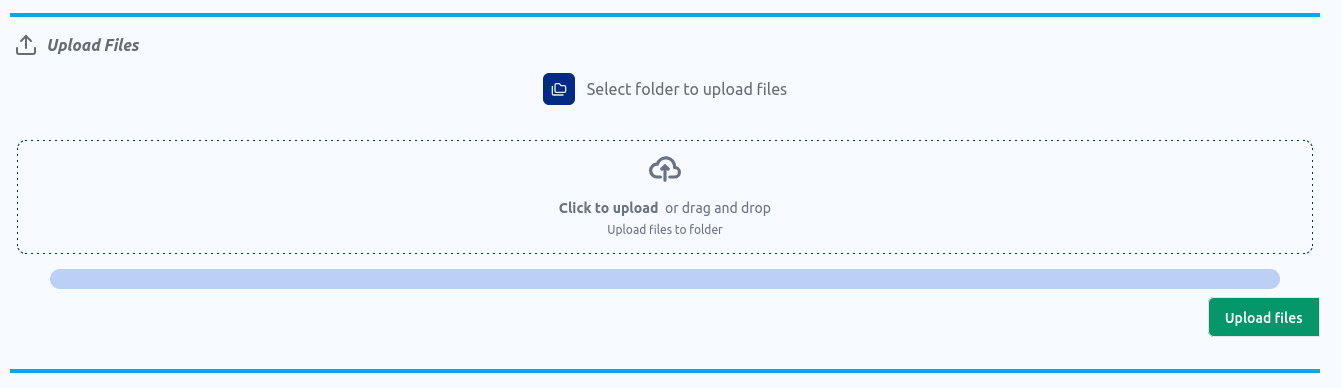 Upload Files
Select folder to upload files
Click to upload or drag and drop
Upload files to folder
Upload files